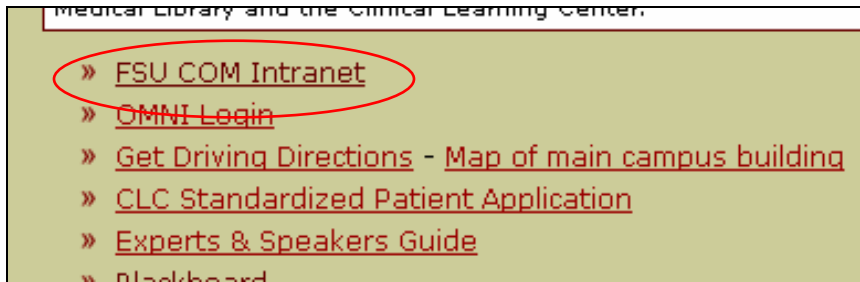 Medical Library and the Clinical Learning Center.
» FSU COM Intranet
» OMNI Login
» Get Driving Directions - Map of main campus building
» CLC Standardized Patient Application
» Experts & Speakers Guide
» Blackboard